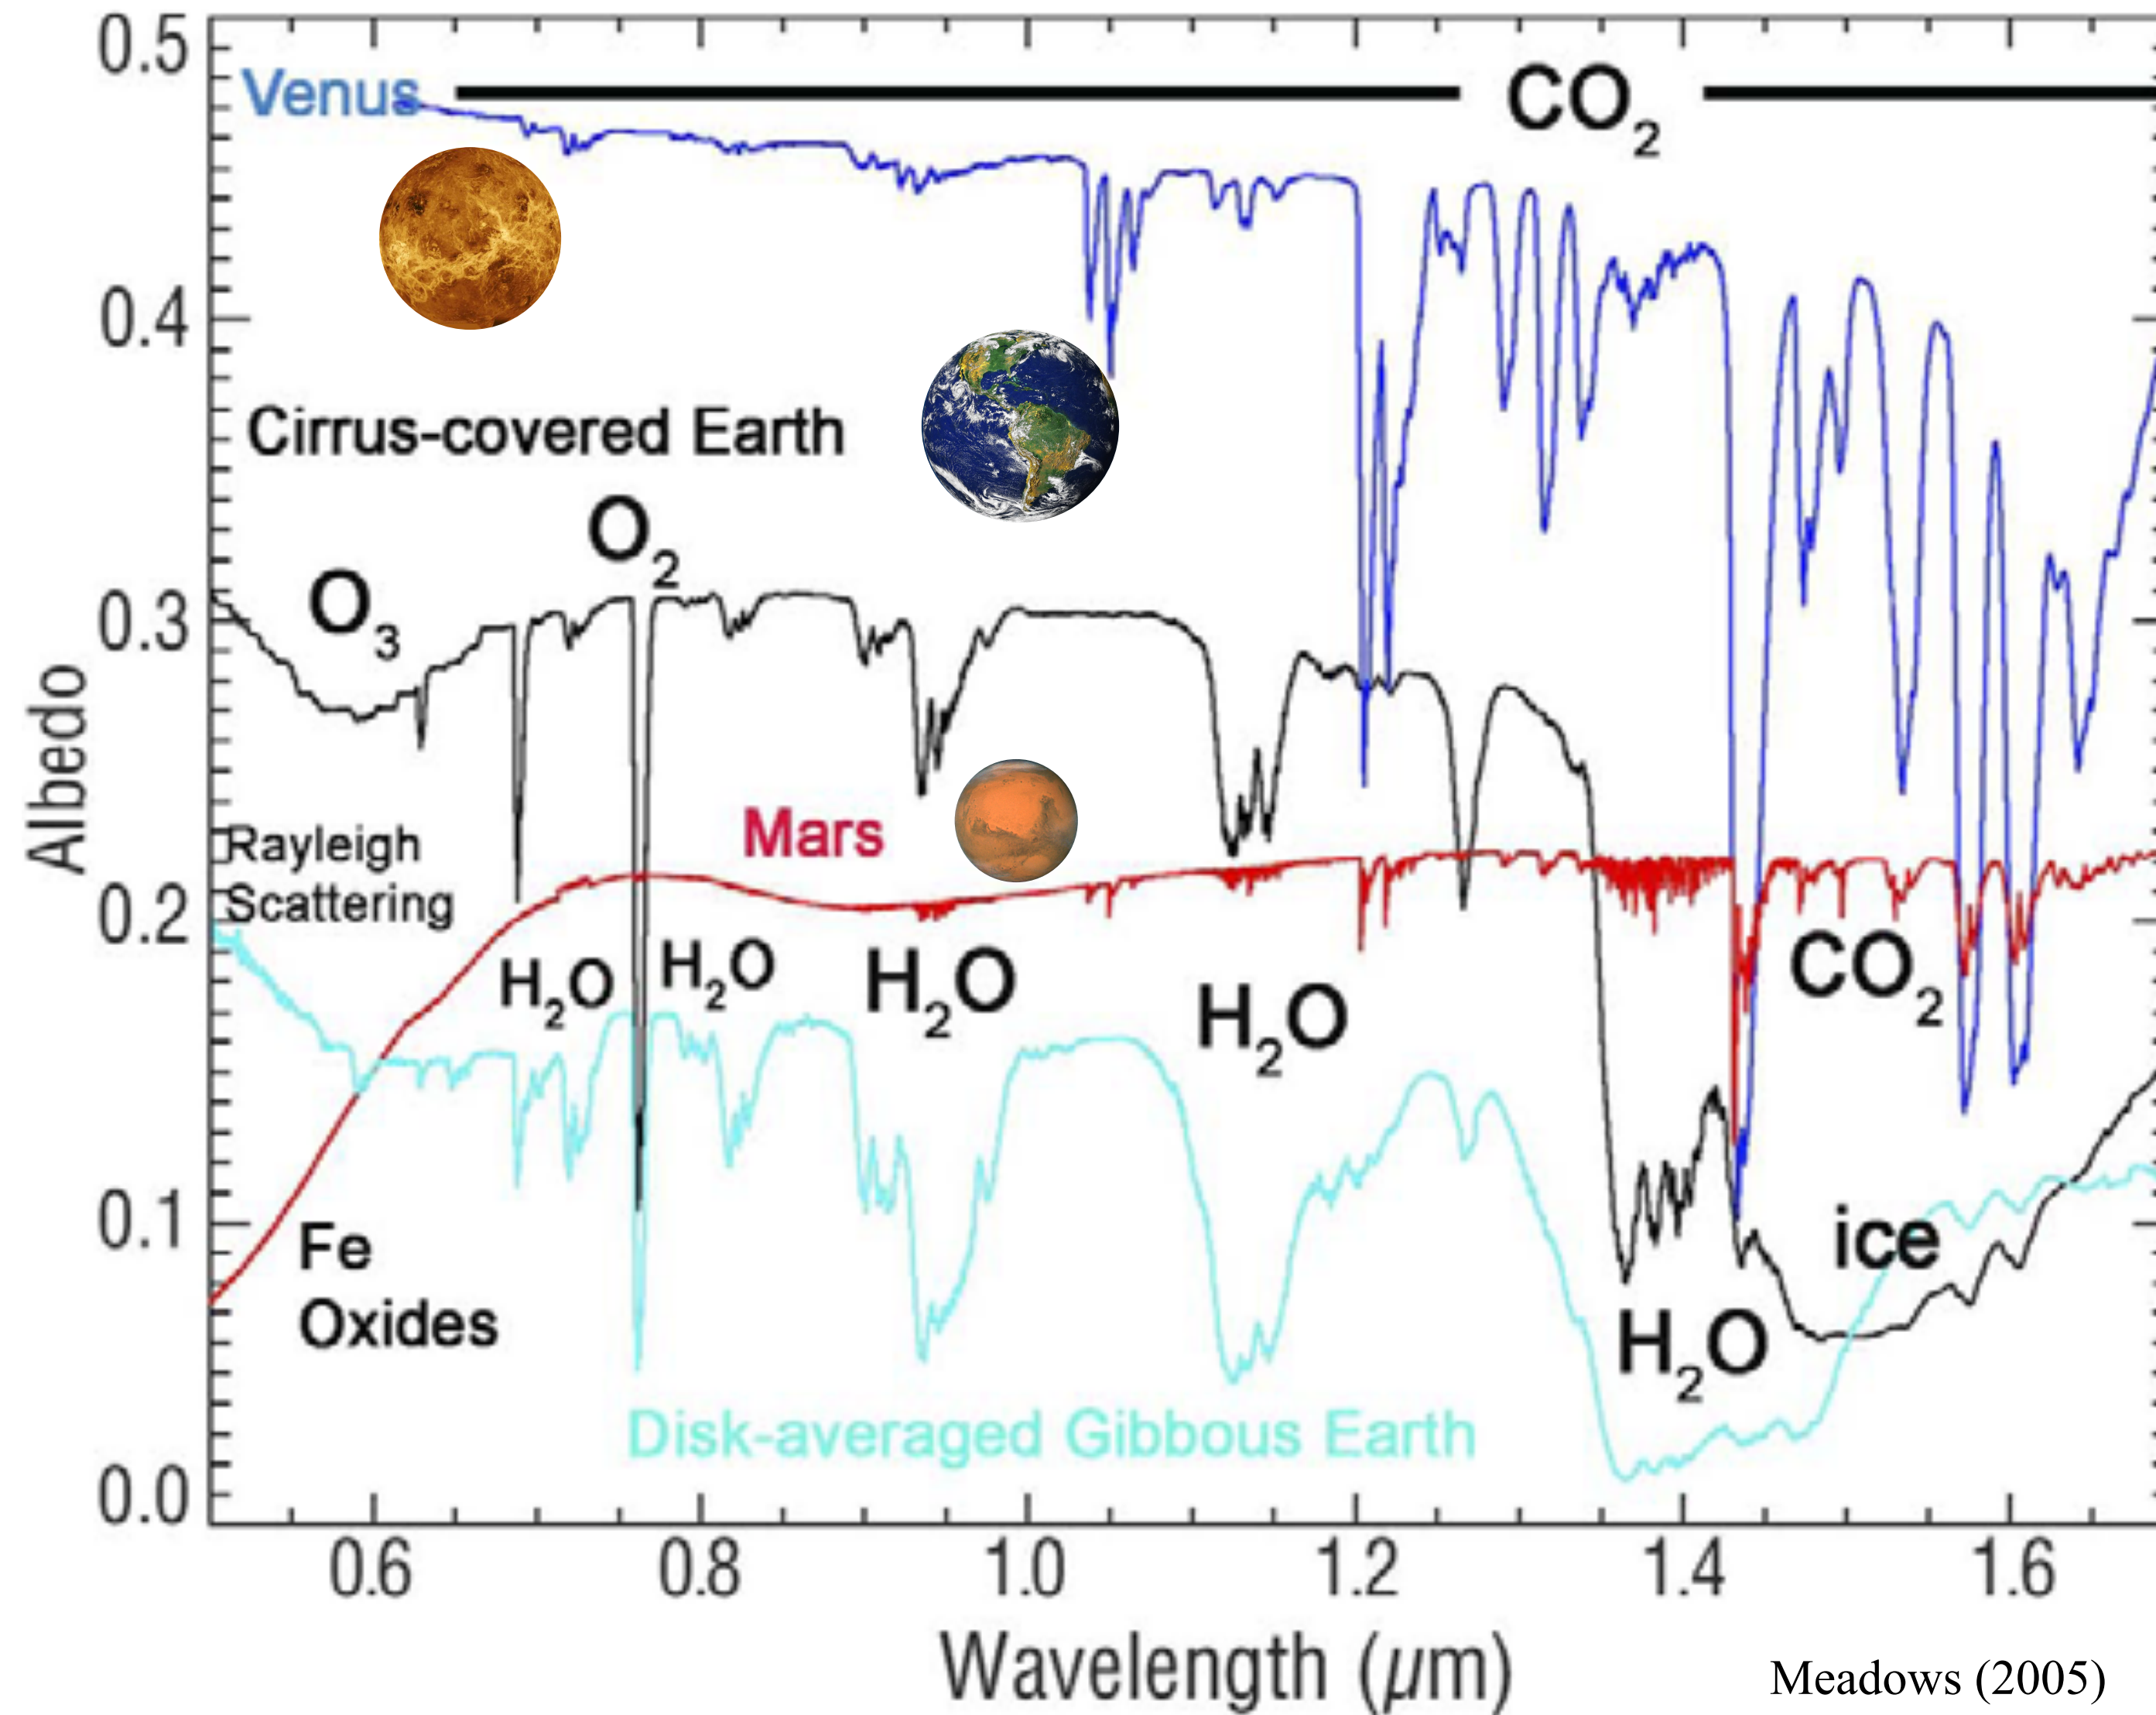 0.5
Venus
CO2
0.4
Cirrus-covered Earth
O2
O3
0.3
Albedo
Mars
Rayleigh
Scattering
0.2
H2O
H2O
H2O
H2O
CO2
0.1
Fe
Oxides
ice
H2O
Disk-averaged Gibbous Earth
0.0
0.6 0.8 1.0 1.2 1.4 1.6
Wavelength (μm)
Meadows (2005)